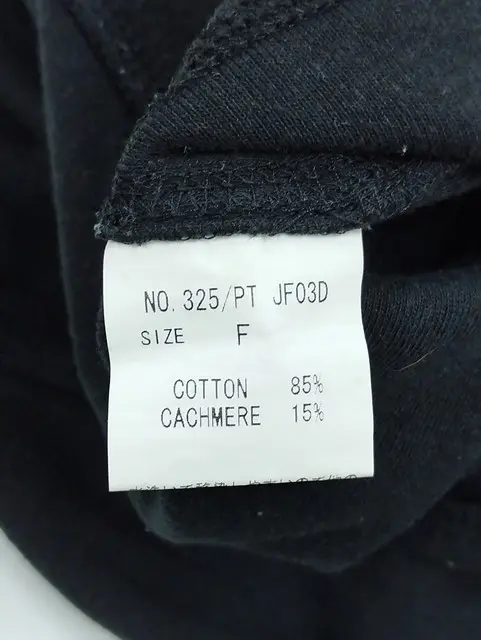 NO. 325/PT JF03D
SIZE F
COTTON 85%
CACHMERE 15%